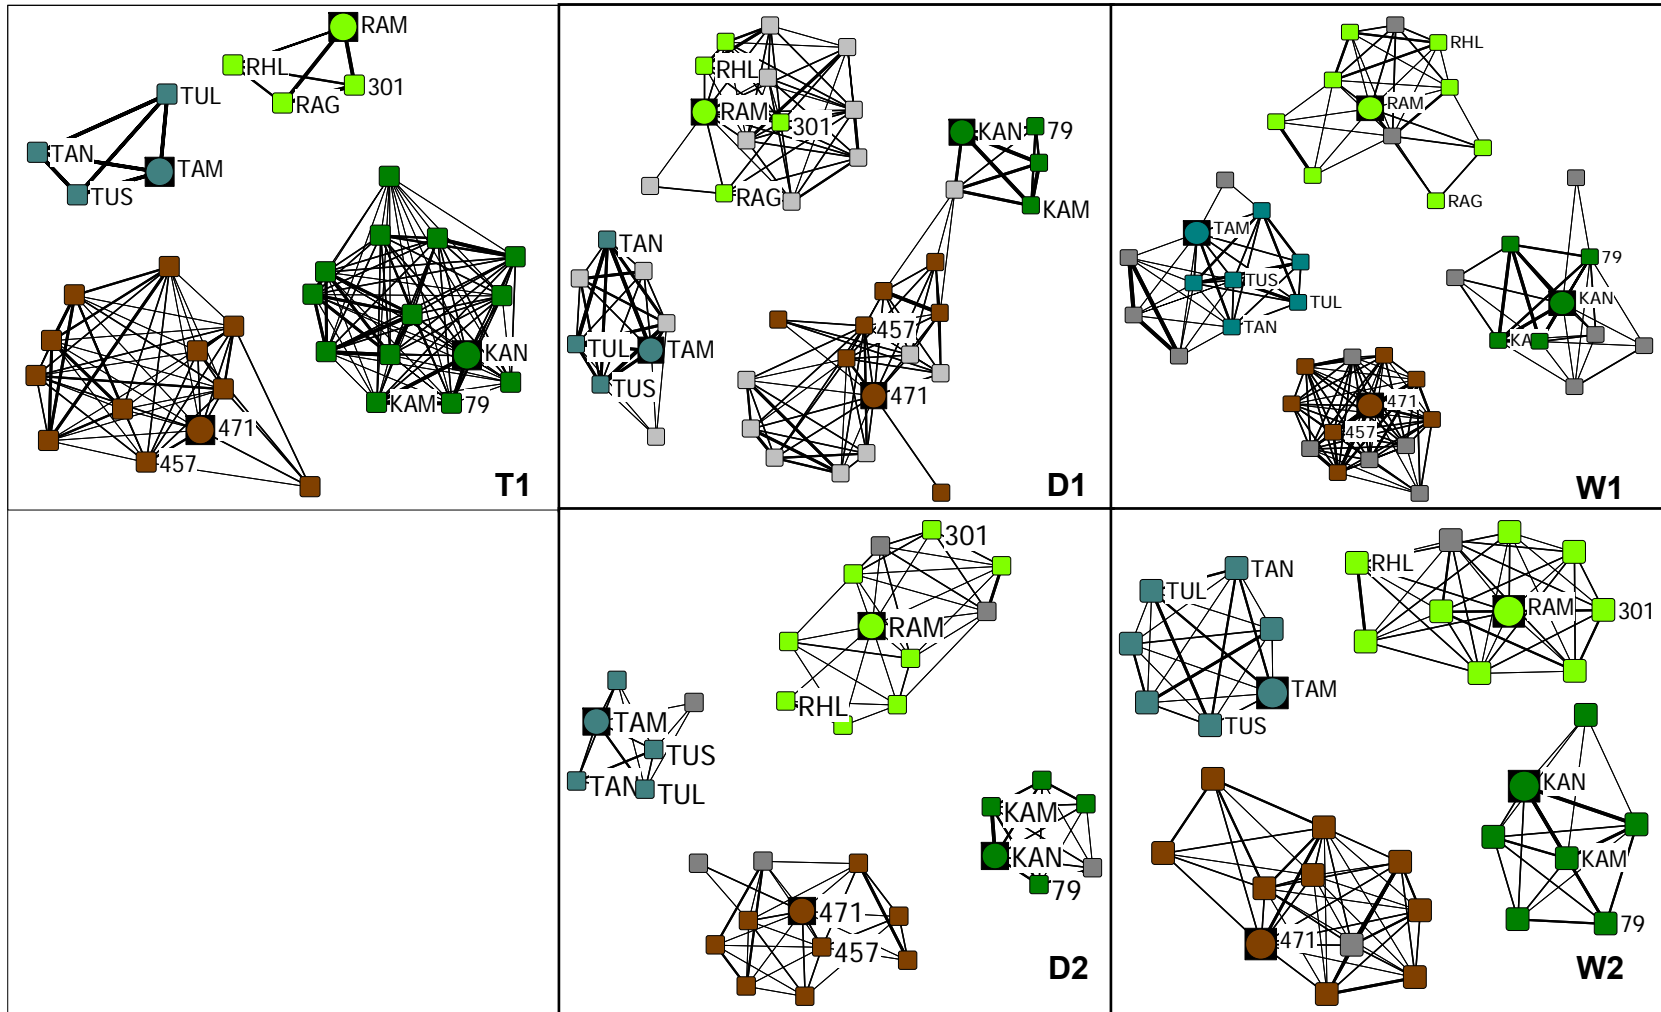 RAM
RHL
301
RAG
TUL
TAN
TAM
TUS
KAN
KAM
79
471
457
T1
RHL
RAM
301
RAG
KAN
79
KAM
TAN
TUL
TAM
TUS
457
471
D1
RHL
RAM
RAG
TAM
TUS
TUL
TAN
79
KAN
KA
471
457
W1
301
RAM
RHL
TAM
TUS
TAN
TUL
KAM
KAN
79
471
457
D2
TAN
TUL
TAM
TUS
RHL
RAM
301
KAN
KAM
79
471
W2